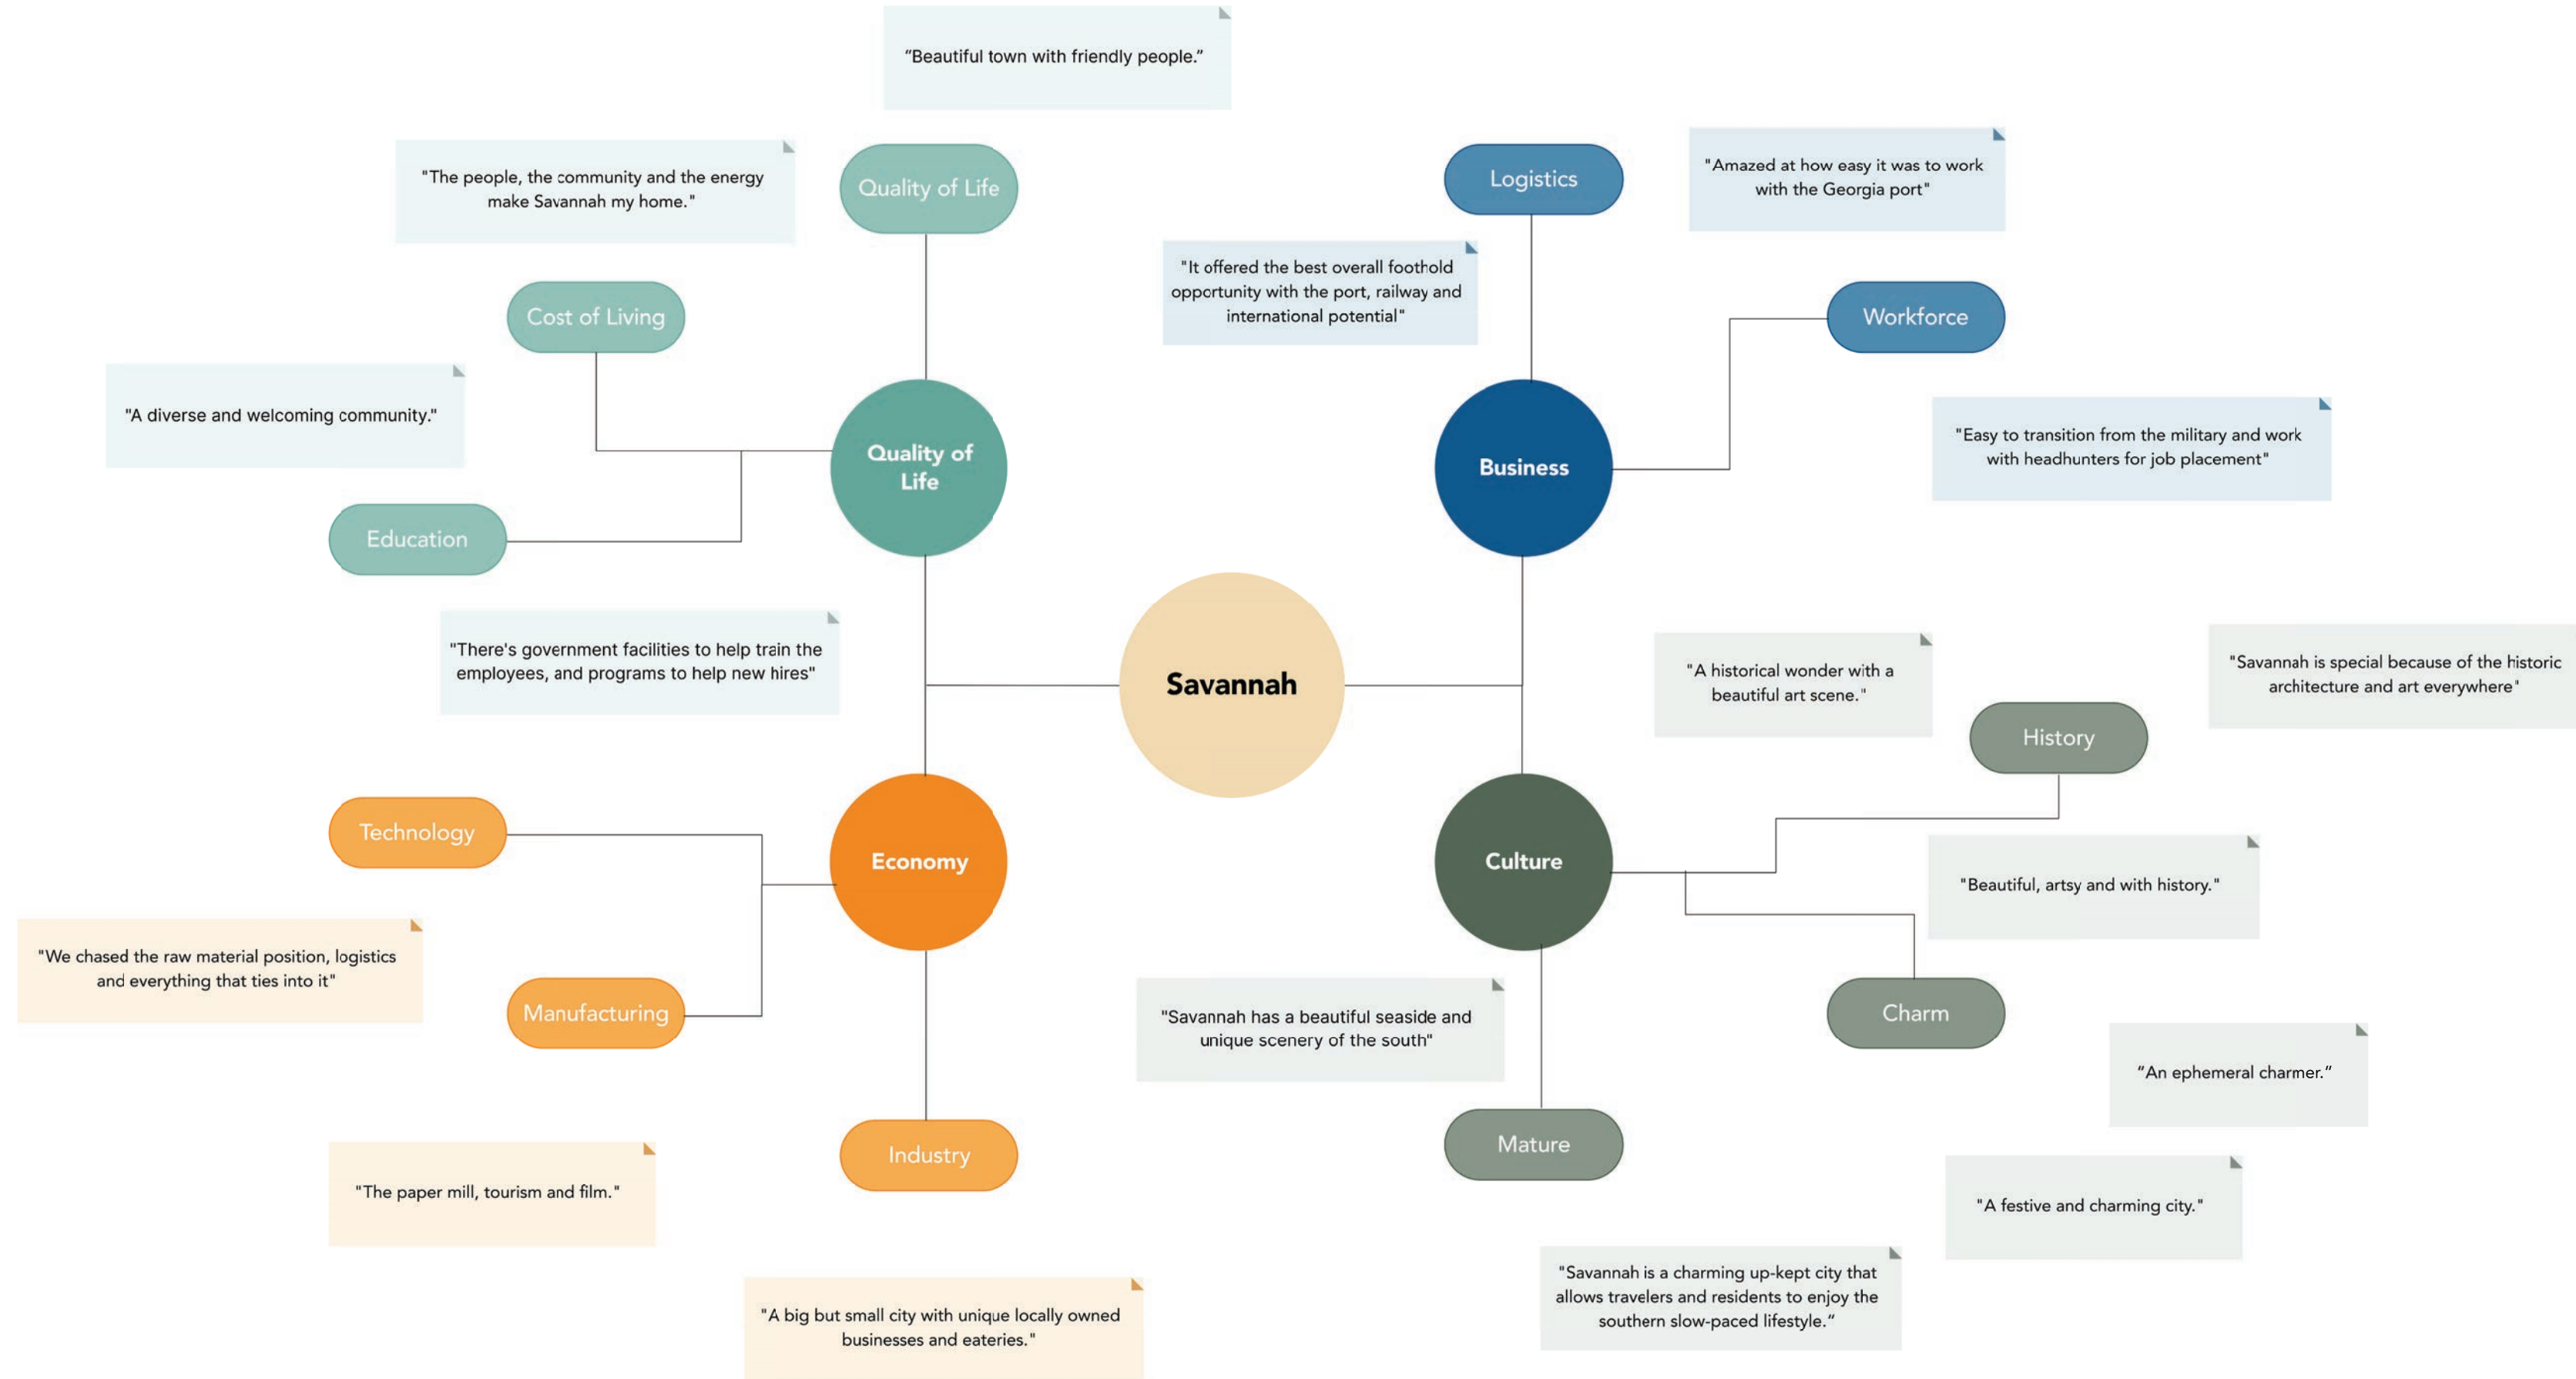 “Beautiful town with friendly people.”
"The people, the community and the energy
make Savannah my home."
Quality of Life
Cost of Living
"A diverse and welcoming community."
Education
Quality of
Life
"There's government facilities to help train the
employees, and programs to help new hires"
Logistics
"Amazed at how easy it was to work
with the Georgia port"
"It offered the best overall foothold
opportunity with the port, railway and
international potential"
Workforce
Business
"Easy to transition from the military and work
with headhunters for job placement"
Savannah
"A historical wonder with a
beautiful art scene."
"Savannah is special because of the historic
architecture and art everywhere"
History
Technology
Economy
Culture
"Beautiful, artsy and with history."
"We chased the raw material position, logistics
and everything that ties into it"
Manufacturing
"Savannah has a beautiful seaside and
unique scenery of the south"
Charm
“An ephemeral charmer.”
Industry
Mature
"The paper mill, tourism and film."
"A festive and charming city."
"A big but small city with unique locally owned
businesses and eateries."
"Savannah is a charming up-kept city that
allows travelers and residents to enjoy the
southern slow-paced lifestyle.”